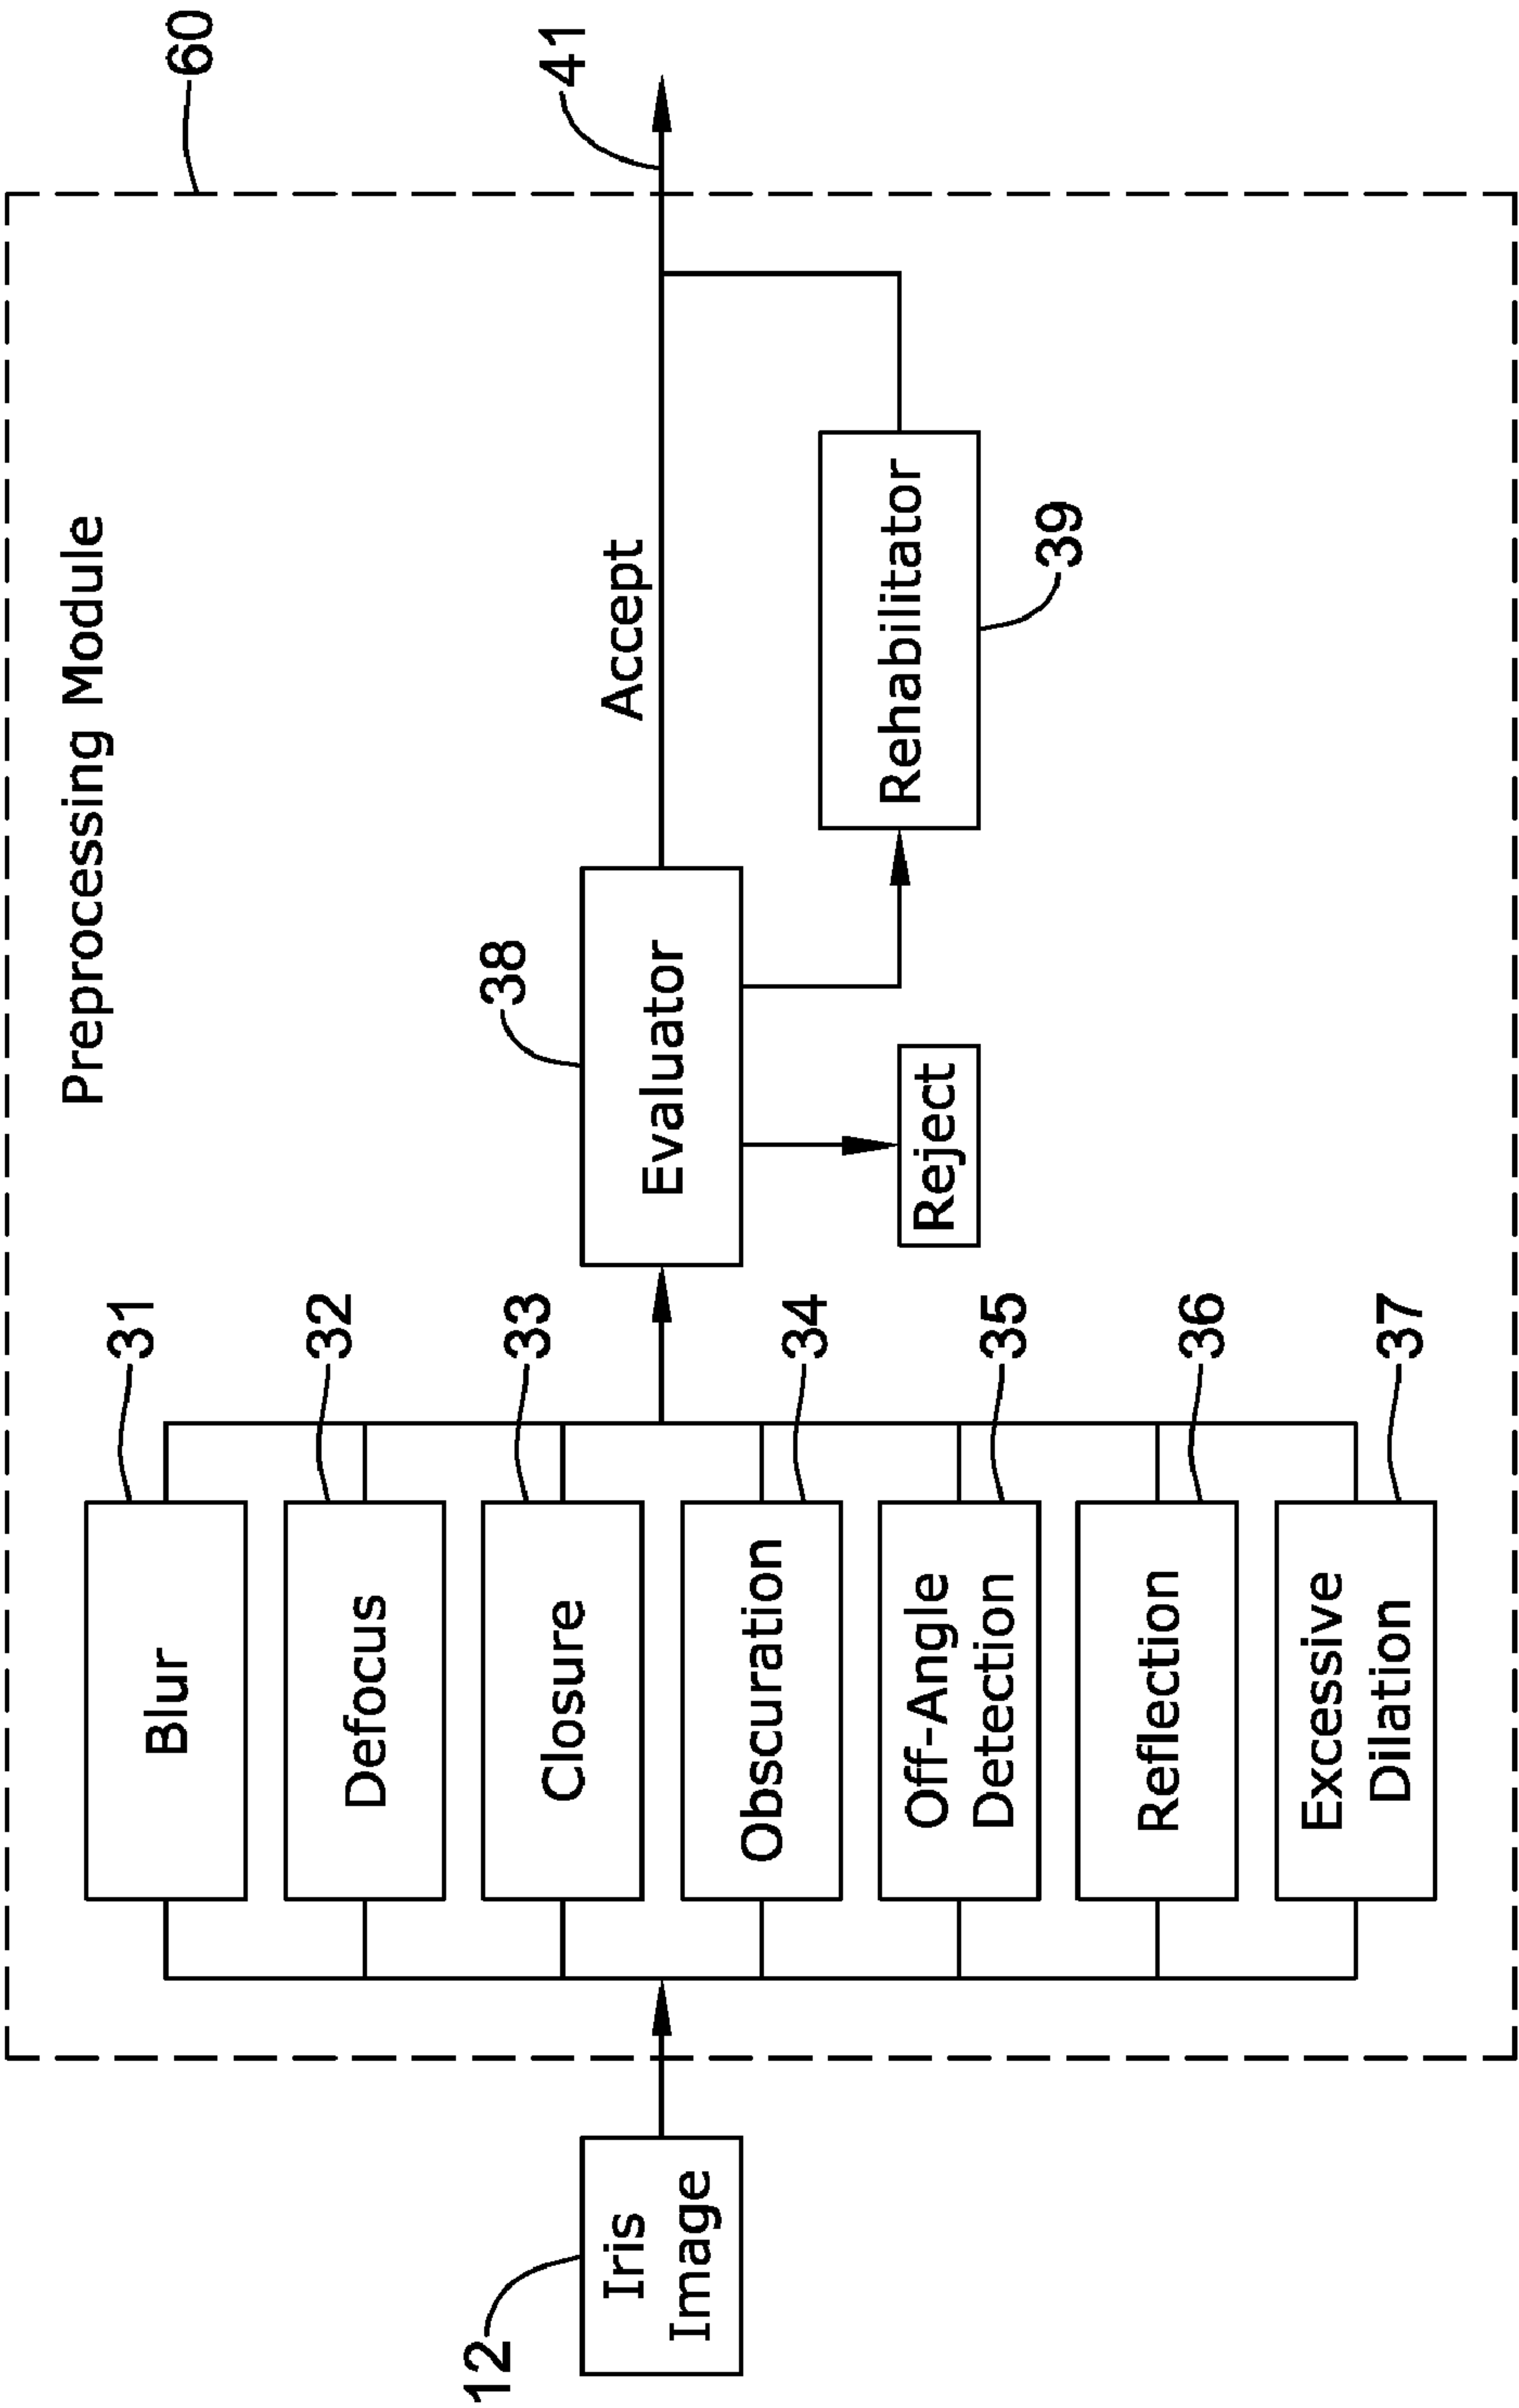 60
Preprocessing Module
31
Blur
32
Defocus
33
Closure
34
Obscuration
35
Off-Angle
Detection
36
Reflection
37
Excessive
Dilation
12
Iris
Image
38
Evaluator
Reject
Accept
41
Rehabilitator
39